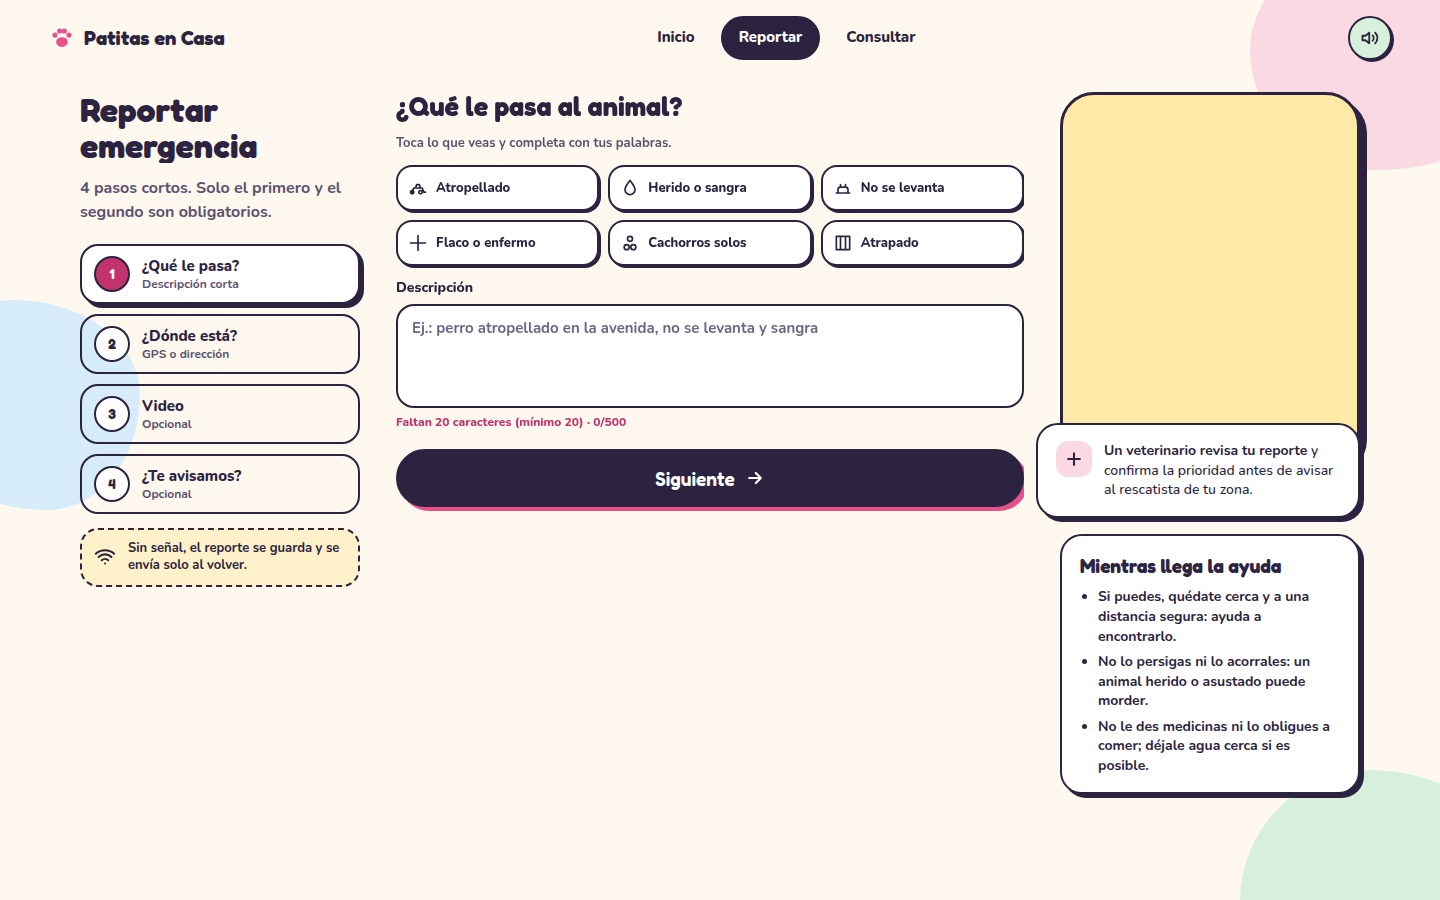 Patitas en Casa
Inicio
Reportar
Consultar
Reportar
emergencia
4 pasos cortos. Solo el primero y el
segundo son obligatorios.
1
¿Qué le pasa?
Descripción corta
2
¿Dónde está?
GPS o dirección
3
Video
Opcional
4
¿Te avisamos?
Opcional
Sin señal, el reporte se guarda y se
envía solo al volver.
¿Qué le pasa al animal?
Toca lo que veas y completa con tus palabras.
Atropellado
Herido o sangra
No se levanta
Flaco o enfermo
Cachorros solos
Atrapado
Descripción
Ej.: perro atropellado en la avenida, no se levanta y sangra
Faltan 20 caracteres (mínimo 20) · 0/500
Siguiente
Un veterinario revisa tu reporte y
confirma la prioridad antes de avisar
al rescatista de tu zona.
Mientras llega la ayuda
Si puedes, quédate cerca y a una
distancia segura: ayuda a
encontrarlo.
No lo persigas ni lo acorrales: un
animal herido o asustado puede
morder.
No le des medicinas ni lo obligues a
comer; déjale agua cerca si es
posible.